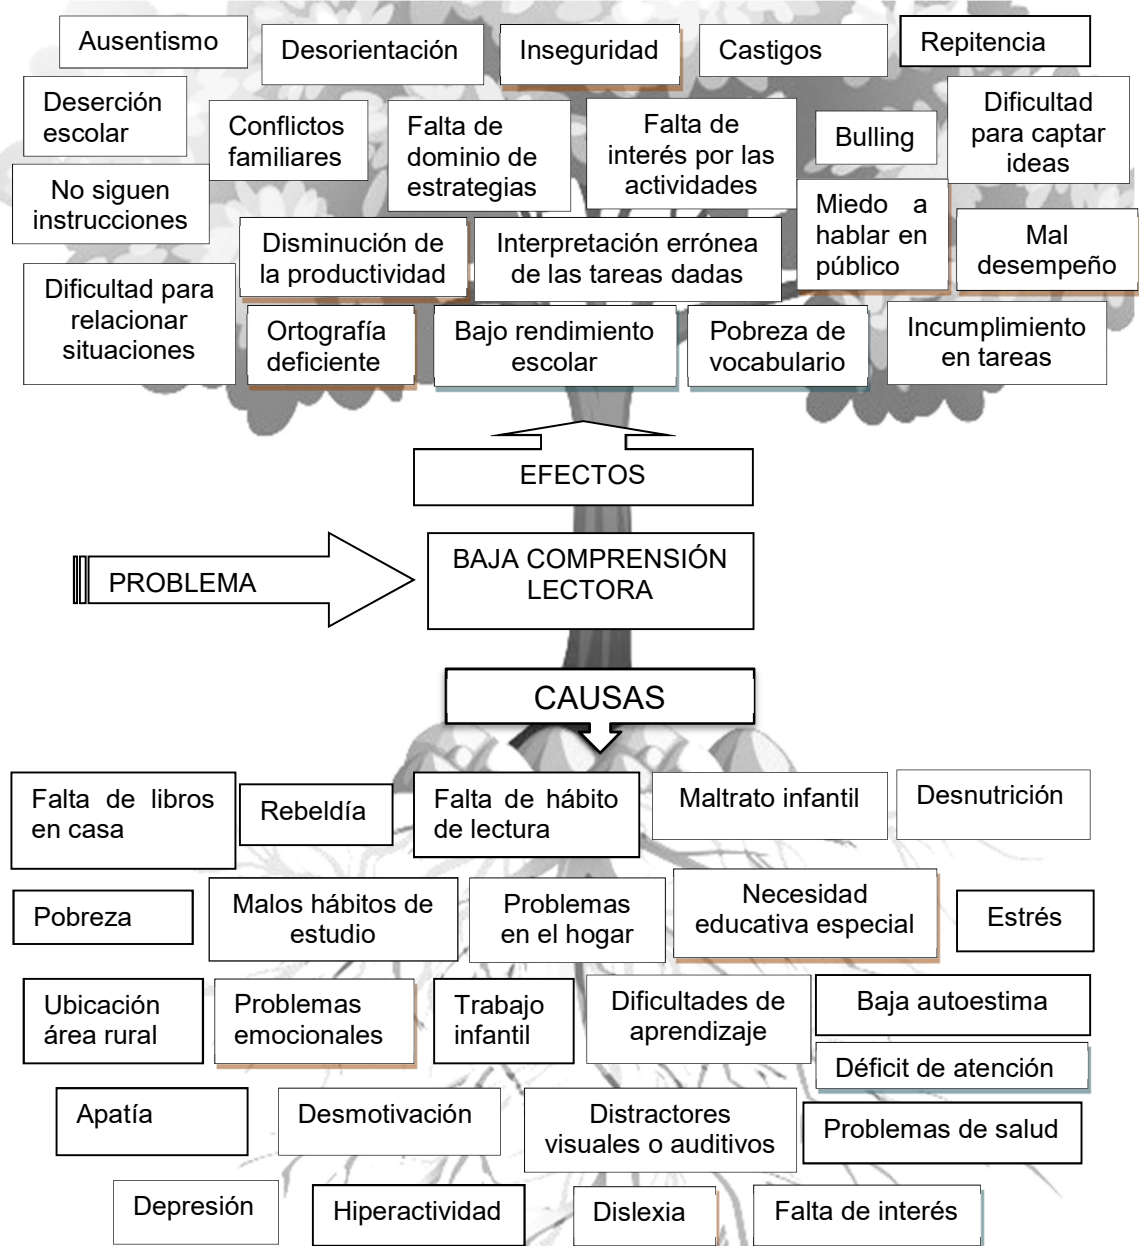 Ausentismo
Desorientación
Inseguridad
Castigos
Repitencia
Deserción
escolar
Conflictos
familiares
Falta de
dominio de
estrategias
Falta de
interés por las
actividades
Bulling
Dificultad
para captar
ideas
No siguen
instrucciones
Disminución de
la productividad
Interpretación errónea
de las tareas dadas
Miedo a
hablar en
público
Mal
desempeño
Dificultad para
relacionar
situaciones
Ortografía
deficiente
Bajo rendimiento
escolar
Pobreza de
vocabulario
Incumplimiento
en tareas
EFECTOS
PROBLEMA
BAJA COMPRENSIÓN
LECTORA
CAUSAS
Falta de libros
en casa
Rebeldía
Falta de hábito
de lectura
Maltrato infantil
Desnutrición
Pobreza
Malos hábitos de
estudio
Problemas
en el hogar
Necesidad
educativa especial
Estrés
Ubicación
área rural
Problemas
emocionales
Trabajo
infantil
Dificultades de
aprendizaje
Baja autoestima
Déficit de atención
Apatía
Desmotivación
Distractores
visuales o auditivos
Problemas de salud
Depresión
Hiperactividad
Dislexia
Falta de interés